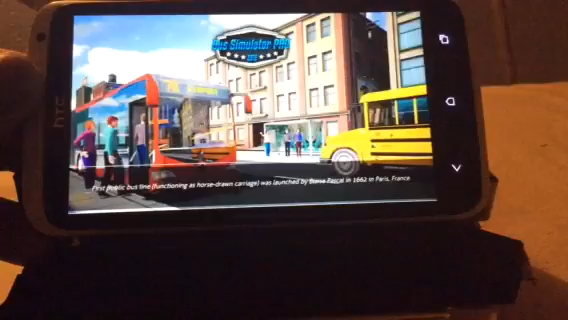 Bus Simulator PRO
hTC
First public bus line (functioning as horse-drawn carriage) was launched by Blaise Pascal in 1662 in Paris, France.